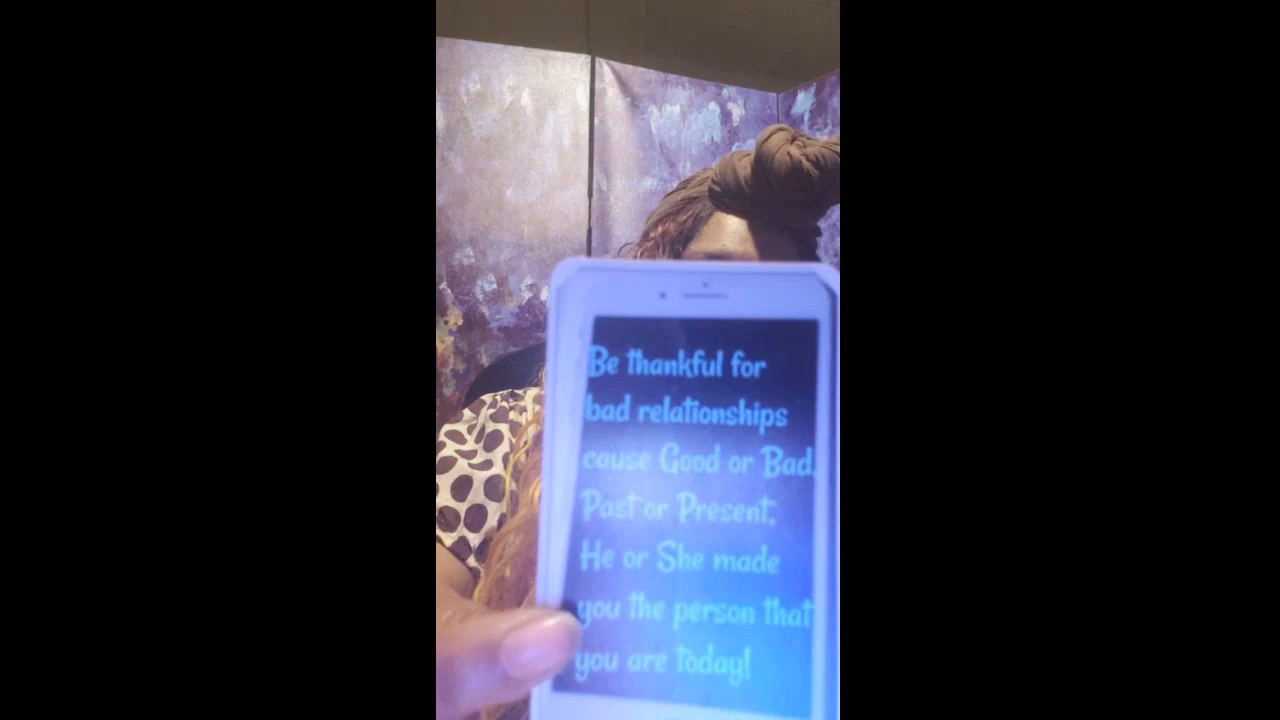 Be thankful for
bad relationships
cause Good or Bad,
Past or Present,
He or She made
you the person that
you are today!